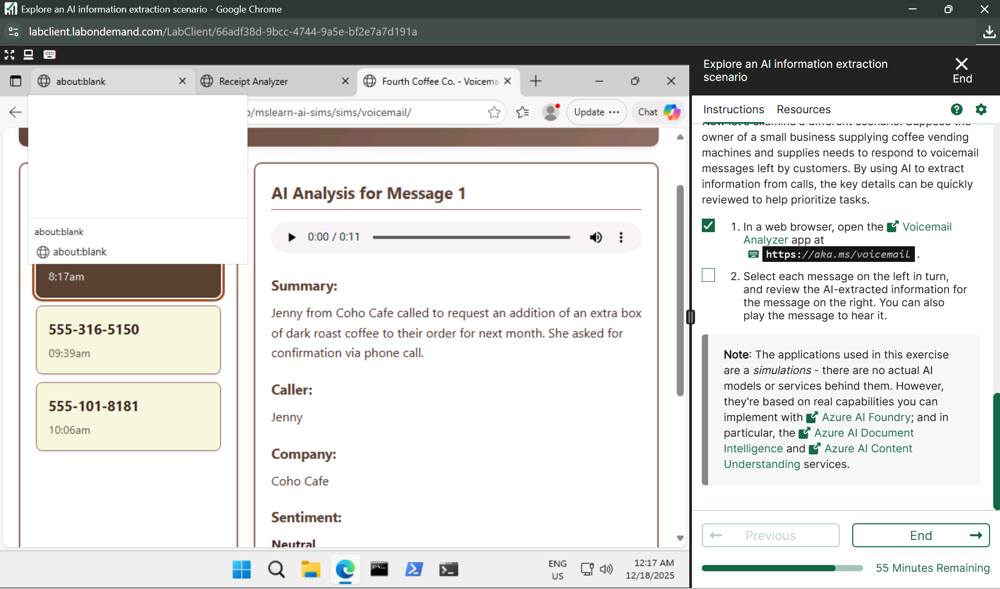 Explore an AI information extraction scenario - Google Chrome
labclient.labondemand.com/LabClient/66adf38d-9bcc-4744-9a5e-bf2e7a7d191a
about:blank
Receipt Analyzer
Fourth Coffee Co. - Voicema
/mslearn-ai-sims/sims/voicemail/
Update
Chat
about:blank
about:blank
8:17am
555-316-5150
09:39am
555-101-8181
10:06am
AI Analysis for Message 1
0:00 / 0:11
Summary:
Jenny from Coho Cafe called to request an addition of an extra box
of dark roast coffee to their order for next month. She asked for
confirmation via phone call.
Caller:
Jenny
Company:
Coho Cafe
Sentiment:
Neutral
ENG
US
12:17 AM
12/18/2025
Explore an AI information extraction
scenario
End
Instructions
Resources
Now let's examine a different scenario. Suppose the
owner of a small business supplying coffee vending
machines and supplies needs to respond to voicemail
messages left by customers. By using AI to extract
information from calls, the key details can be quickly
reviewed to help prioritize tasks.
1. In a web browser, open the Voicemail
Analyzer app at
https://aka.ms/voicemail .
2. Select each message on the left in turn,
and review the AI-extracted information for
the message on the right. You can also
play the message to hear it.
Note: The applications used in this exercise
are a simulations - there are no actual AI
models or services behind them. However,
they're based on real capabilities you can
implement with Azure AI Foundry; and in
particular, the Azure AI Document
Intelligence and Azure AI Content
Understanding services.
Previous
End
55 Minutes Remaining